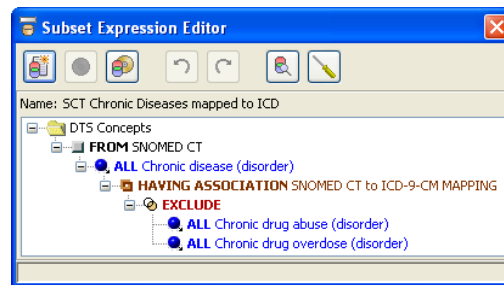 Subset Expression Editor
Name: SCT Chronic Diseases mapped to ICD
DTS Concepts
FROM SNOMED CT
ALL Chronic disease (disorder)
HAVING ASSOCIATION SNOMED CT to ICD-9-CM MAPPING
EXCLUDE
ALL Chronic drug abuse (disorder)
ALL Chronic drug overdose (disorder)